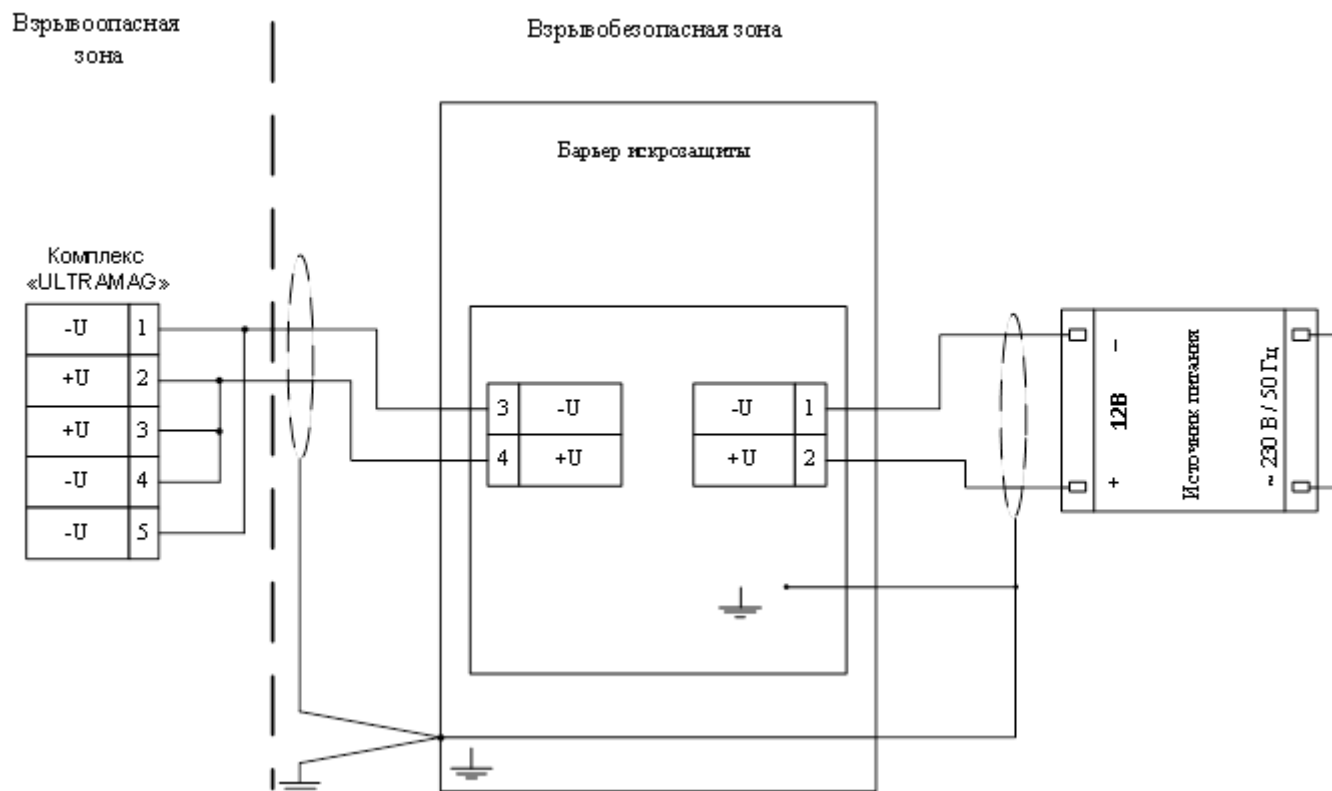 Взрывоопасная
зона
Взрывобезопасная зона
Барьер искрозащиты
Комплекс
«ULTRAMAG»
-U 1
+U 2
+U 3
-U 4
-U 5
3 -U
4 +U
-U 1
+U 2
–
12В
+
Источник питания
~ 230 В / 50 Гц